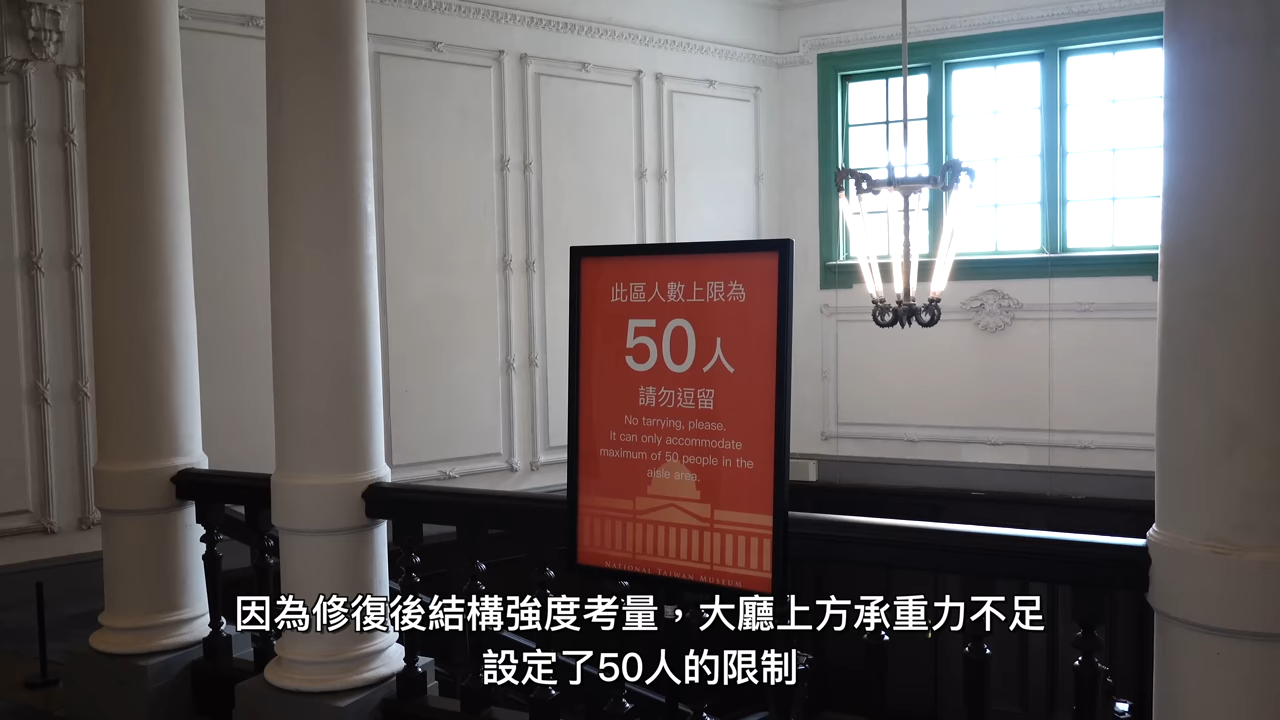 此區人數上限為
50人
請勿逗留
No tarrying, please.
It can only accommodate
maximum of 50 people in the
aisle area.
NATIONAL TAIWAN MUSEUM
因為修復後結構強度考量，大廳上方承重力不足
設定了50人的限制